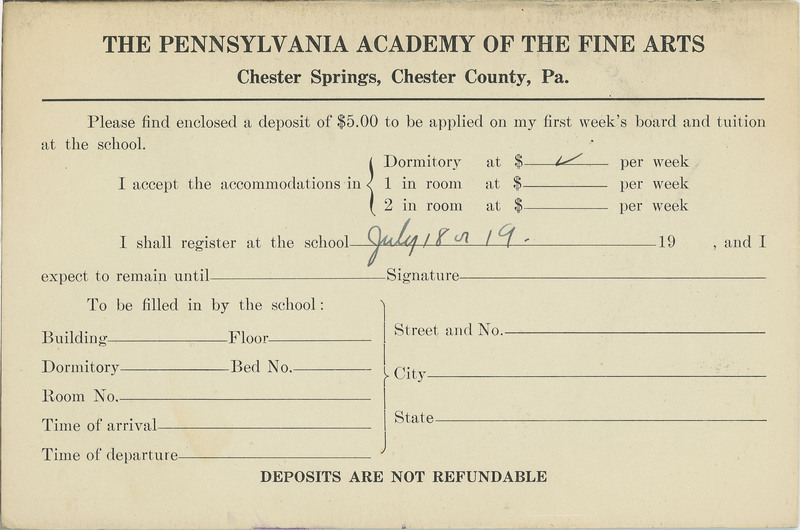 THE PENNSYLVANIA ACADEMY OF THE FINE ARTS
Chester Springs, Chester County, Pa.
Please find enclosed a deposit of $5.00 to be applied on my first week's board and tuition
at the school.
I accept the accommodations in
Dormitory at $ ✓ per week
1 in room at $ per week
2 in room at $ per week
I shall register at the school July 18 or 19. 19 , and I
expect to remain until Signature
To be filled in by the school:
Building Floor
Dormitory Bed No.
Room No.
Time of arrival
Time of departure
Street and No.
City
State
DEPOSITS ARE NOT REFUNDABLE